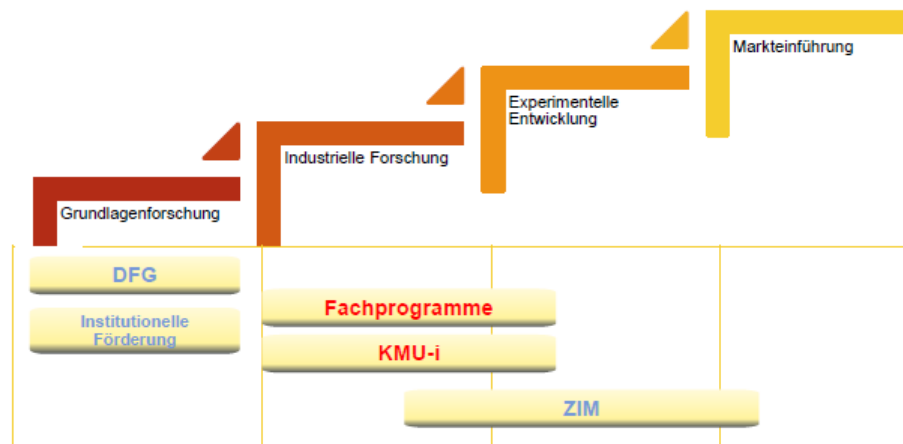 Markteinführung
Experimentelle
Entwicklung
Industrielle Forschung
Grundlagenforschung
DFG
Fachprogramme
Institutionelle
Förderung
KMU-i
ZIM